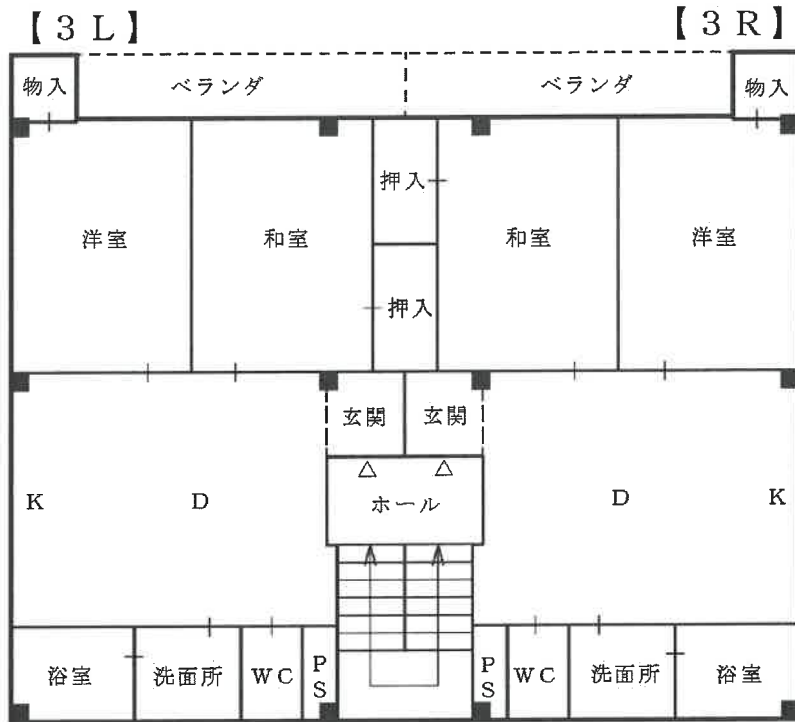 【3L】 【3R】
物入 ベランダ ベランダ 物入
押入
洋室 和室 和室 洋室
押入
玄関 玄関
K D ホール D K
浴室 洗面所 WC PS PS WC 洗面所 浴室